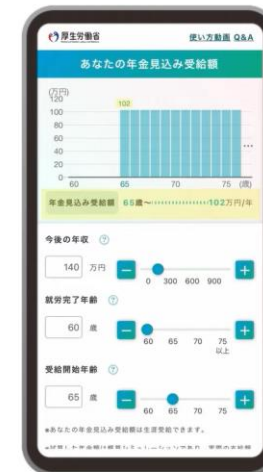 厚生労働省 使い方動画 Q&A
あなたの年金見込み受給額
(万円)
120
102
100
80
60
40
20
0
60 65 70 75 (歳)
...
年金見込み受給額 65歳〜 102万円/年
今後の年収 ?
140 万円 − 0 300 600 900 +
就労完了年齢 ?
60 歳 − 60 65 70 75 +
以上
受給開始年齢 ?
65 歳 − 60 65 70 75 +
※あなたの年金見込み受給額は生涯受給できます。